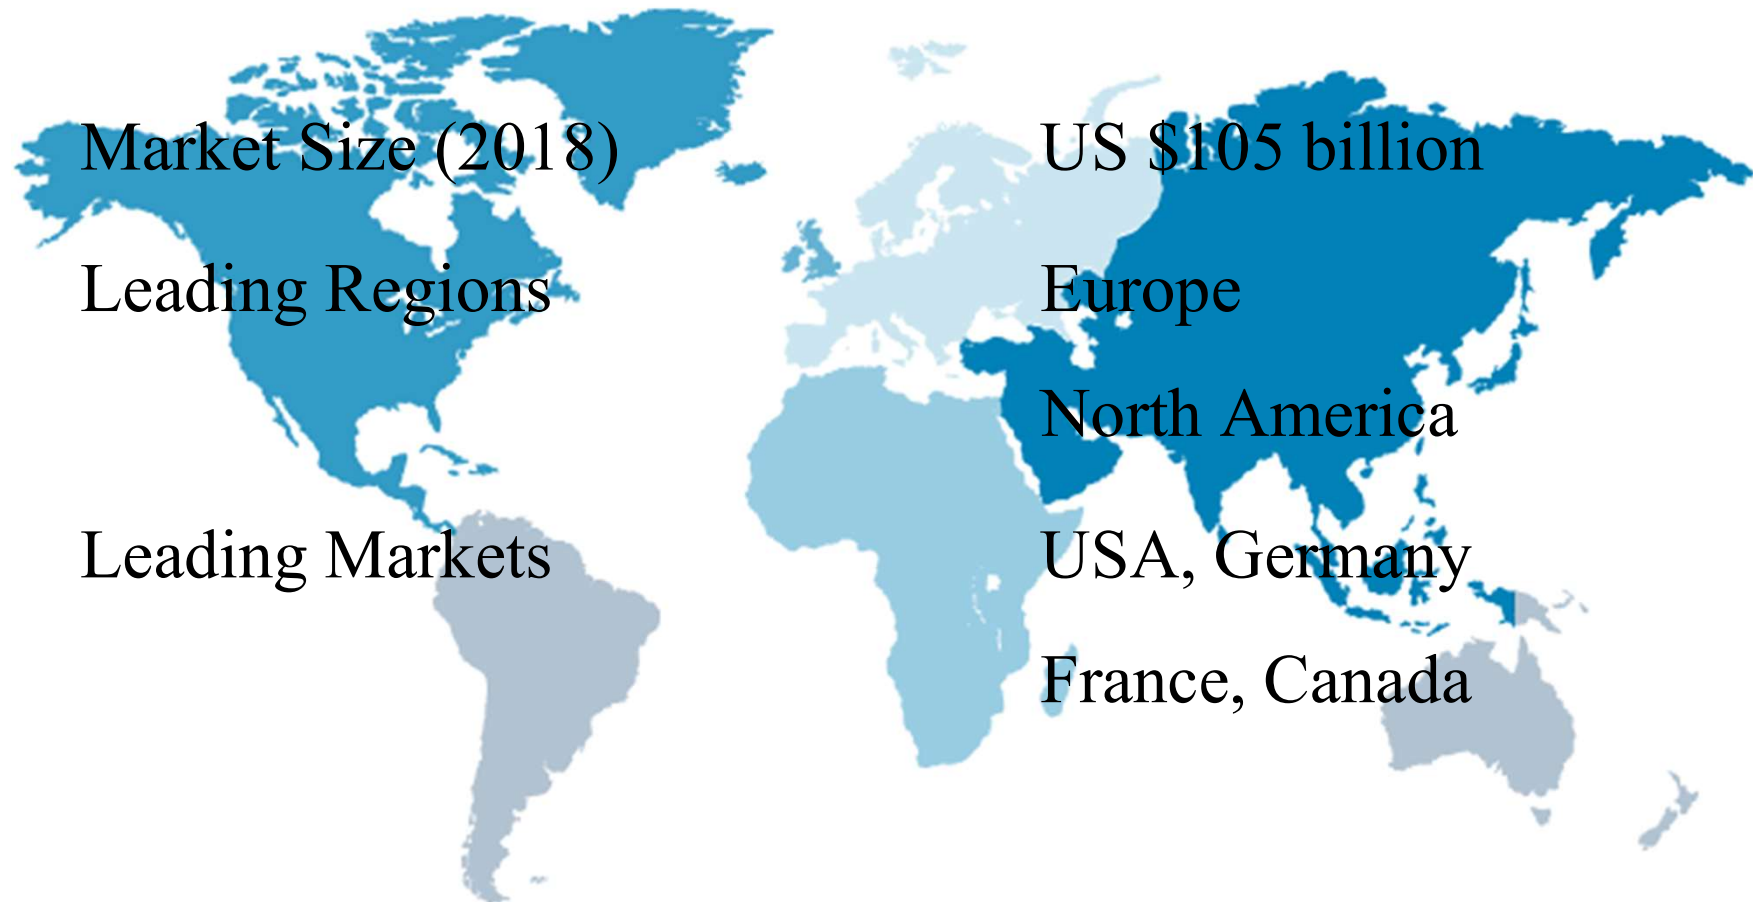 Market Size (2018) US $105 billion
Leading Regions Europe
North America
Leading Markets USA, Germany
France, Canada